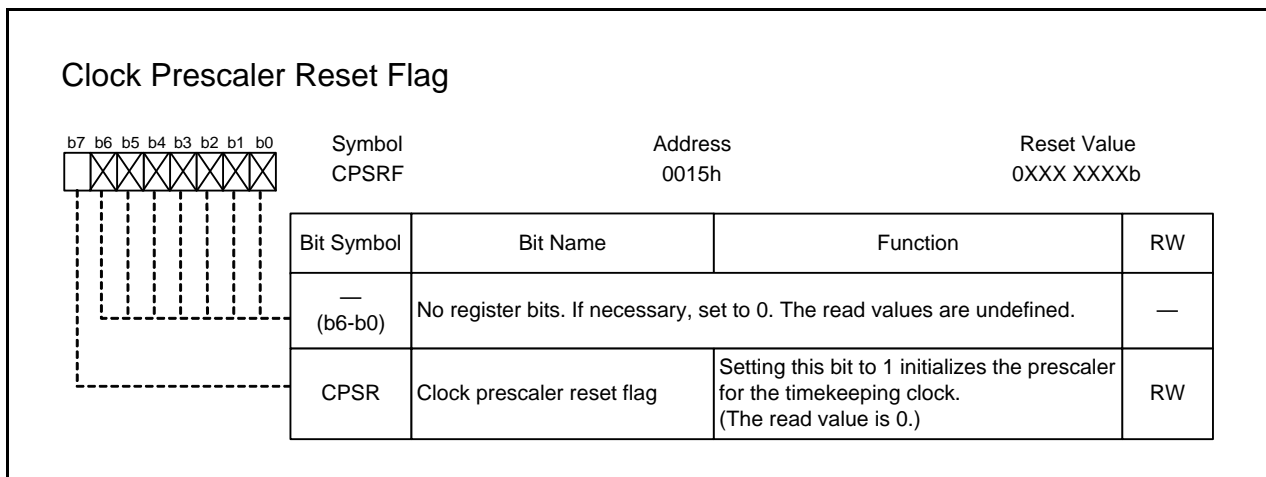 Clock Prescaler Reset Flag
b7 b6 b5 b4 b3 b2 b1 b0
Symbol Address Reset Value
CPSRF 0015h 0XXX XXXXb
Bit Symbol Bit Name Function RW
—
(b6-b0) No register bits. If necessary, set to 0. The read values are undefined. —
CPSR Clock prescaler reset flag Setting this bit to 1 initializes the prescaler
for the timekeeping clock.
(The read value is 0.) RW